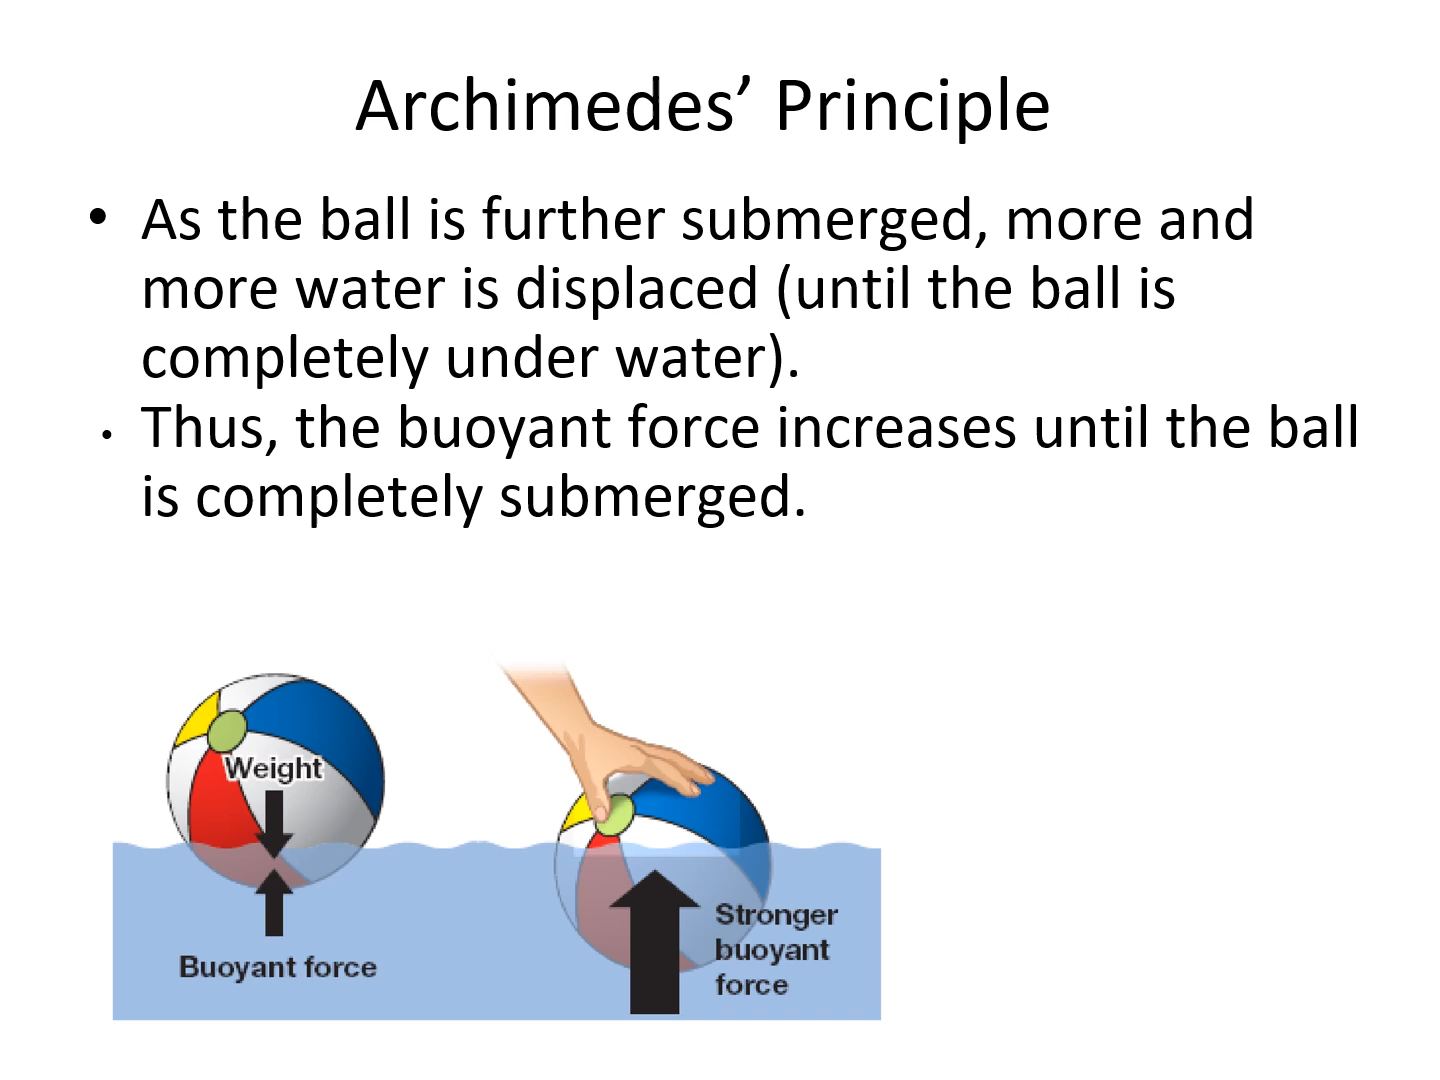 Archimedes’ Principle
• As the ball is further submerged, more and
more water is displaced (until the ball is
completely under water).
• Thus, the buoyant force increases until the ball
is completely submerged.
Weight
Buoyant force
Stronger
buoyant
force